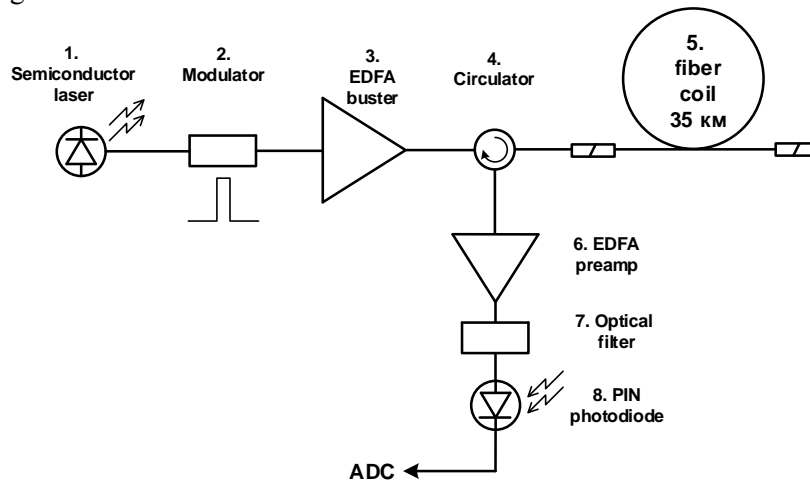 1.
Semiconductor
laser
2.
Modulator
3.
EDFA
buster
4.
Circulator
5.
fiber
coil
35 км
6. EDFA
preamp
7. Optical
filter
8. PIN
photodiode
ADC